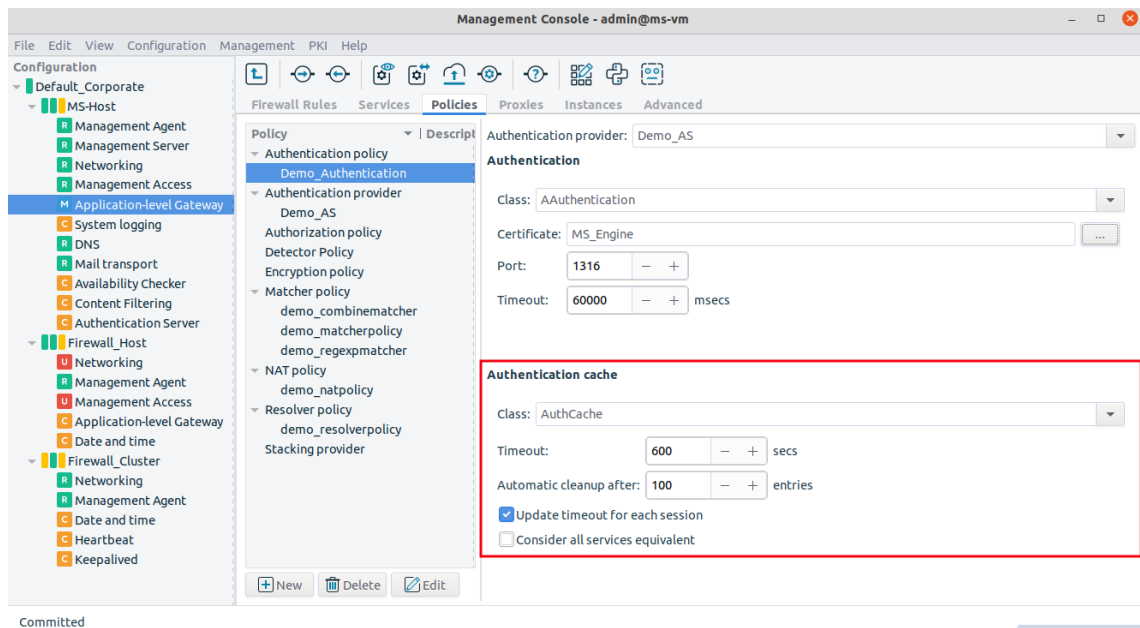 Management Console - admin@ms-vm
File Edit View Configuration Management PKI Help
Configuration
Default_Corporate
MS-Host
R Management Agent
R Management Server
R Networking
R Management Access
M Application-level Gateway
C System logging
R DNS
R Mail transport
C Availability Checker
C Content Filtering
C Authentication Server
Firewall_Host
U Networking
R Management Agent
U Management Access
C Application-level Gateway
C Date and time
Firewall_Cluster
R Networking
R Management Agent
C Date and time
C Heartbeat
C Keepalived
Firewall Rules Services Policies Proxies Instances Advanced
Policy Descript
Authentication policy
Demo_Authentication
Authentication provider
Demo_AS
Authorization policy
Detector Policy
Encryption policy
Matcher policy
demo_combinematcher
demo_matcherpolicy
demo_regexpmatcher
NAT policy
demo_natpolicy
Resolver policy
demo_resolverpolicy
Stacking provider
New Delete Edit
Authentication provider: Demo_AS
Authentication
Class: AAuthentication
Certificate: MS_Engine ...
Port: 1316 − +
Timeout: 60000 − + msecs
Authentication cache
Class: AuthCache
Timeout: 600 − + secs
Automatic cleanup after: 100 − + entries
Update timeout for each session
Consider all services equivalent
Committed